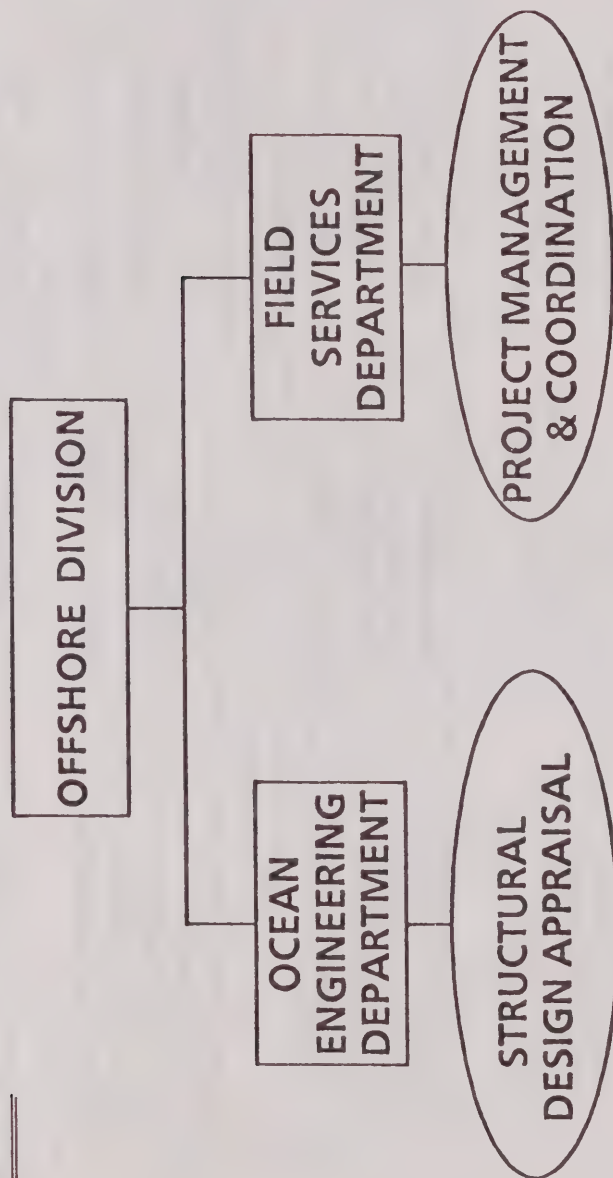 OFFSHORE DIVISION
OCEAN
ENGINEERING
DEPARTMENT
FIELD
SERVICES
DEPARTMENT
STRUCTURAL
DESIGN APPRAISAL
PROJECT MANAGEMENT
& COORDINATION